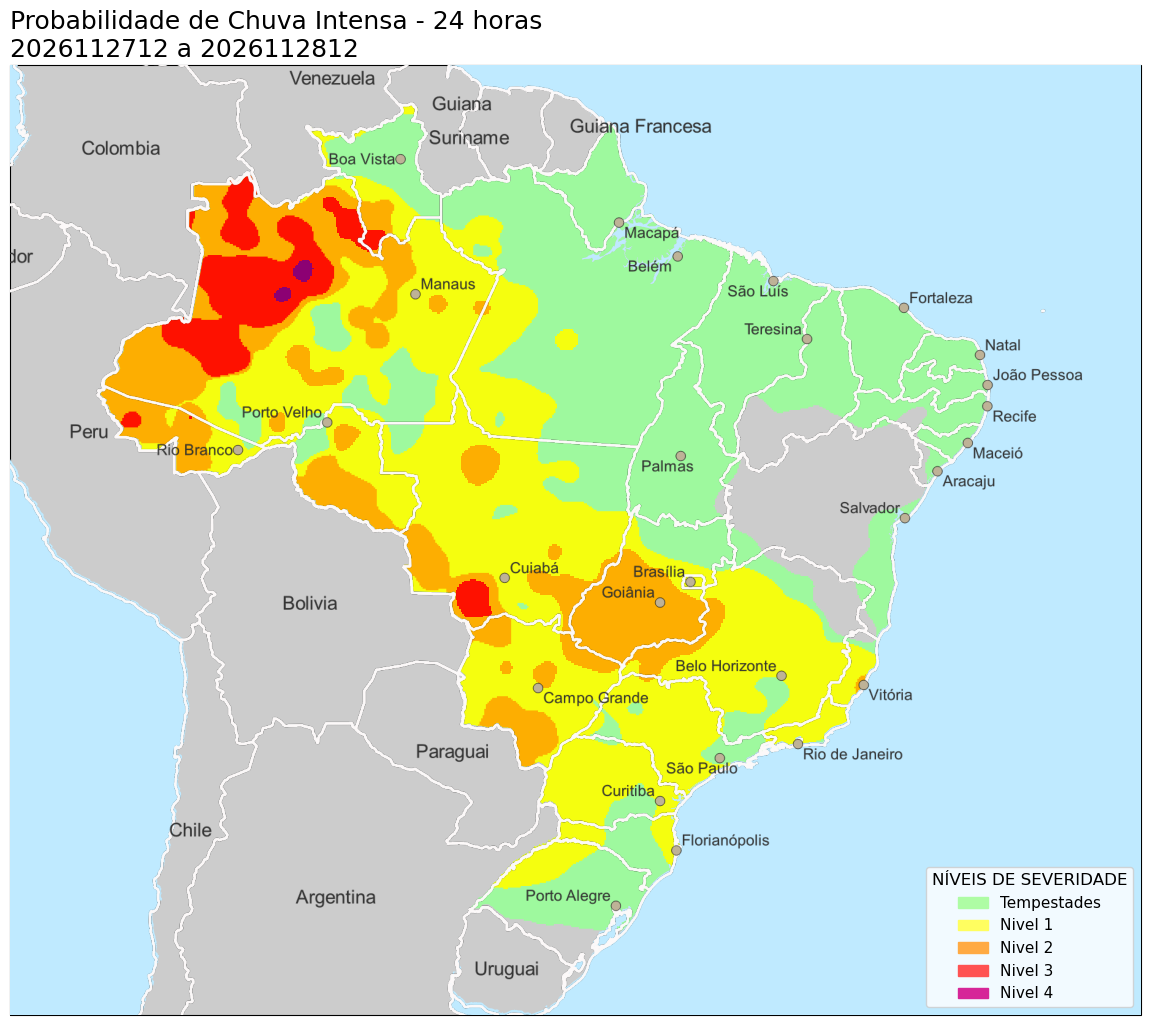 Probabilidade de Chuva Intensa - 24 horas
2026112712 a 2026112812
Venezuela
Guiana
Suriname
Guiana Francesa
Colombia
Boa Vista
Macapá
Belém
dor
Manaus
São Luís
Fortaleza
Teresina
Natal
João Pessoa
Recife
Porto Velho
Peru
Rio Branco
Palmas
Maceió
Aracaju
Salvador
Cuiabá
Brasília
Goiânia
Bolivia
Belo Horizonte
Vitória
Campo Grande
Paraguai
São Paulo
Rio de Janeiro
Curitiba
Chile
Florianópolis
Argentina
Porto Alegre
Uruguai
NÍVEIS DE SEVERIDADE
Tempestades
Nivel 1
Nivel 2
Nivel 3
Nivel 4